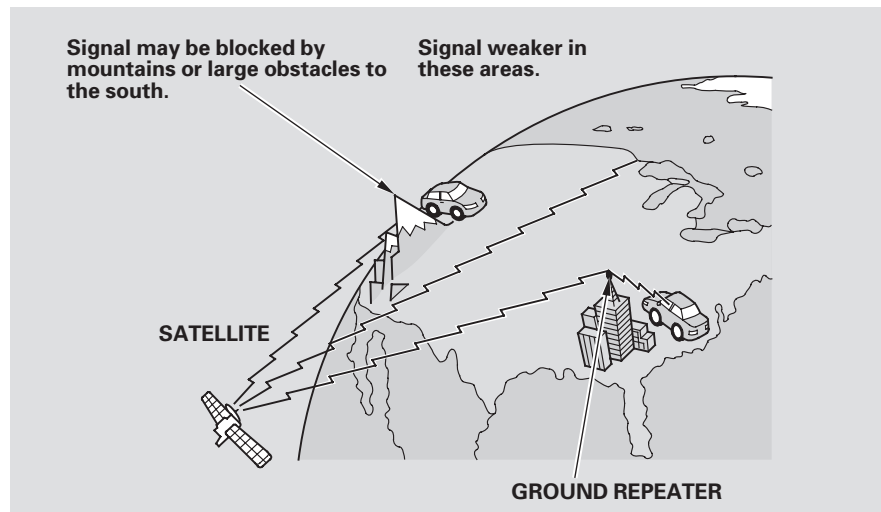 Signal may be blocked by
mountains or large obstacles to
the south.
Signal weaker in
these areas.
SATELLITE
GROUND REPEATER